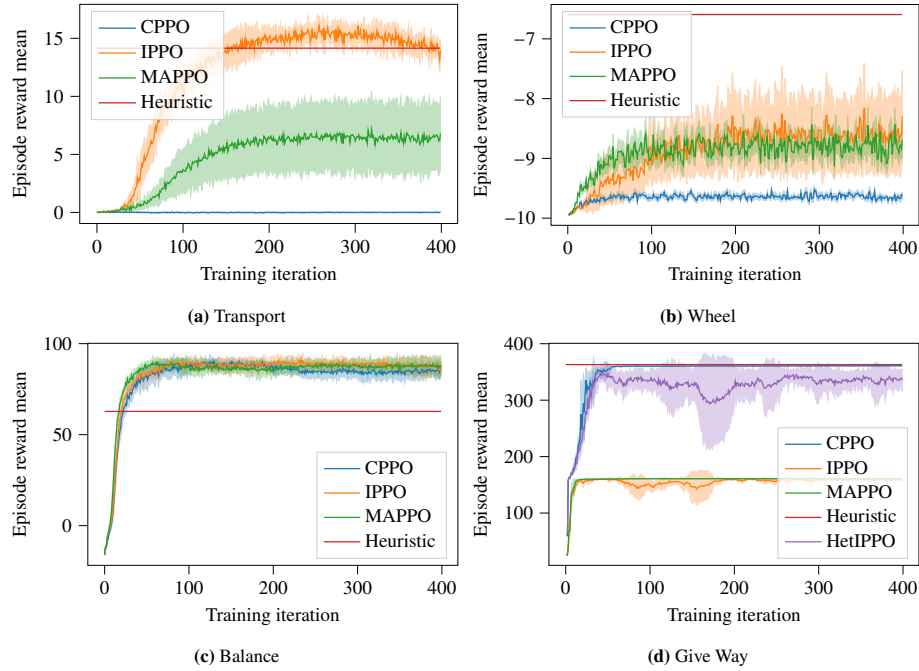 Episode reward mean
15
10
5
0
CPPO
IPPO
MAPPO
Heuristic
0 100 200 300 400
Training iteration
(a) Transport
Episode reward mean
−7
−8
−9
−10
CPPO
IPPO
MAPPO
Heuristic
0 100 200 300 400
Training iteration
(b) Wheel
Episode reward mean
100
50
0
CPPO
IPPO
MAPPO
Heuristic
0 100 200 300 400
Training iteration
(c) Balance
Episode reward mean
400
300
200
100
CPPO
IPPO
MAPPO
Heuristic
HetIPPO
0 100 200 300 400
Training iteration
(d) Give Way